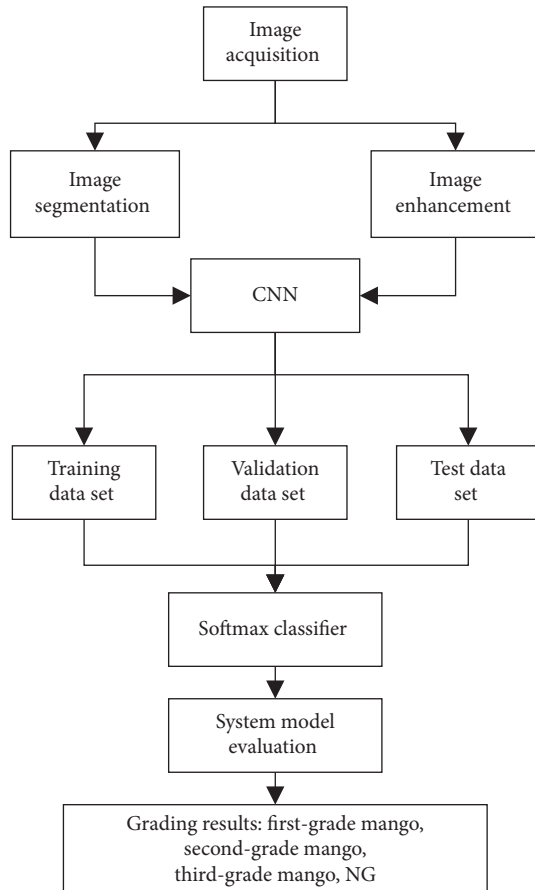 Image
acquisition
Image
segmentation
Image
enhancement
CNN
Training
data set
Validation
data set
Test data
set
Softmax classifier
System model
evaluation
Grading results: first-grade mango,
second-grade mango,
third-grade mango, NG